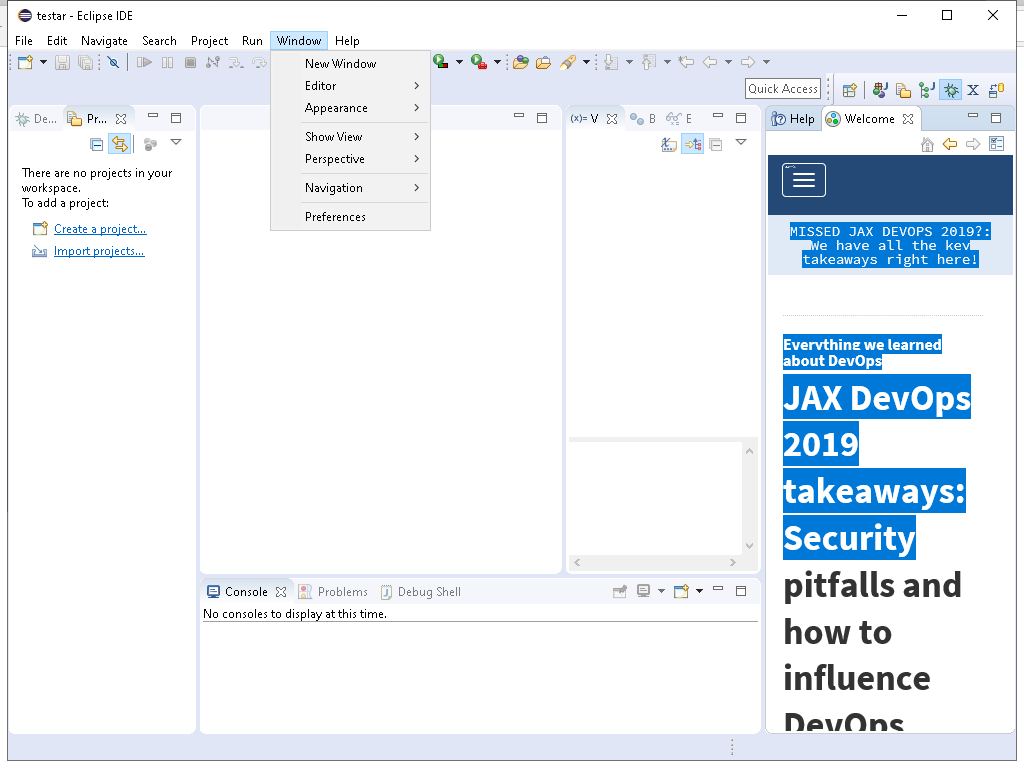 testar - Eclipse IDE
File Edit Navigate Search Project Run Window Help
New Window
Editor
Appearance
Show View
Perspective
Navigation
Preferences
Quick Access
De...
Pr...
There are no projects in your
workspace.
To add a project:
Create a project...
Import projects...
(x)= V
B
E
Help
Welcome
MISSED JAX DEVOPS 2019?:
We have all the key
takeaways right here!
Everything we learned
about DevOps
JAX DevOps
2019
takeaways:
Security
pitfalls and
how to
influence
DevOps
Console
Problems
Debug Shell
No consoles to display at this time.